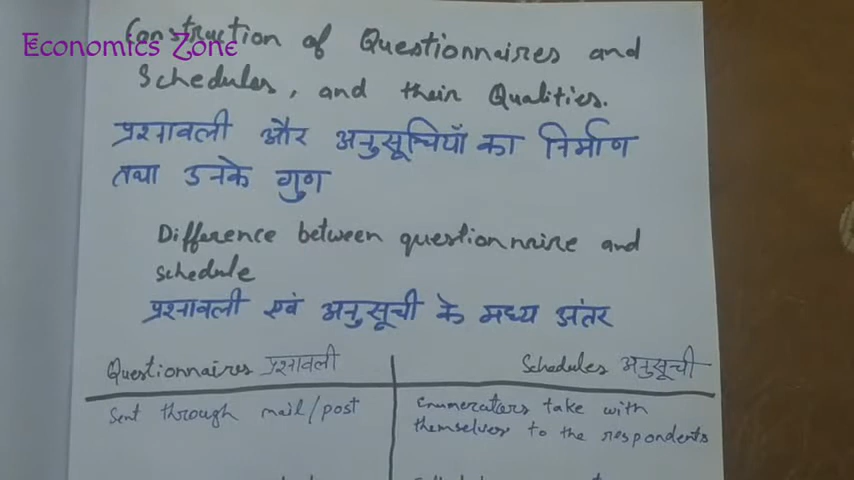 Economics Zone
Construction of Questionnaires and
Schedules, and their Qualities.
प्रश्नावली और अनुसूचियाँ का निर्माण
तथा उनके गुण
Difference between questionnaire and
schedule
प्रश्नावली एवं अनुसूची के मध्य अंतर
Questionnaires प्रश्नावली
Schedules अनुसूची
Sent through mail/post
Enumerators take with
themselves to the respondents